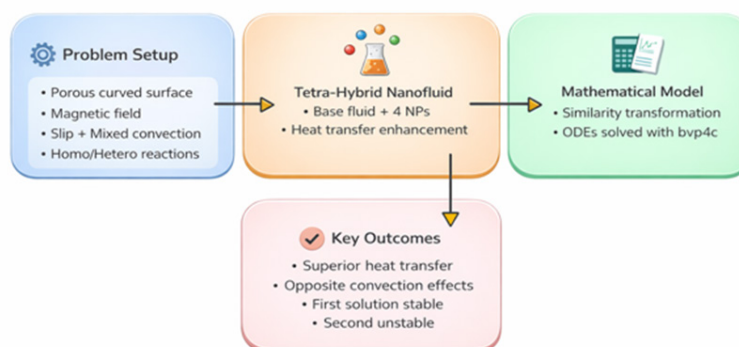 Problem Setup
• Porous curved surface
• Magnetic field
• Slip + Mixed convection
• Homo/Hetero reactions
Tetra-Hybrid Nanofluid
• Base fluid + 4 NPs
• Heat transfer enhancement
Mathematical Model
• Similarity transformation
• ODEs solved with bvp4c
Key Outcomes
• Superior heat transfer
• Opposite convection effects
• First solution stable
• Second unstable